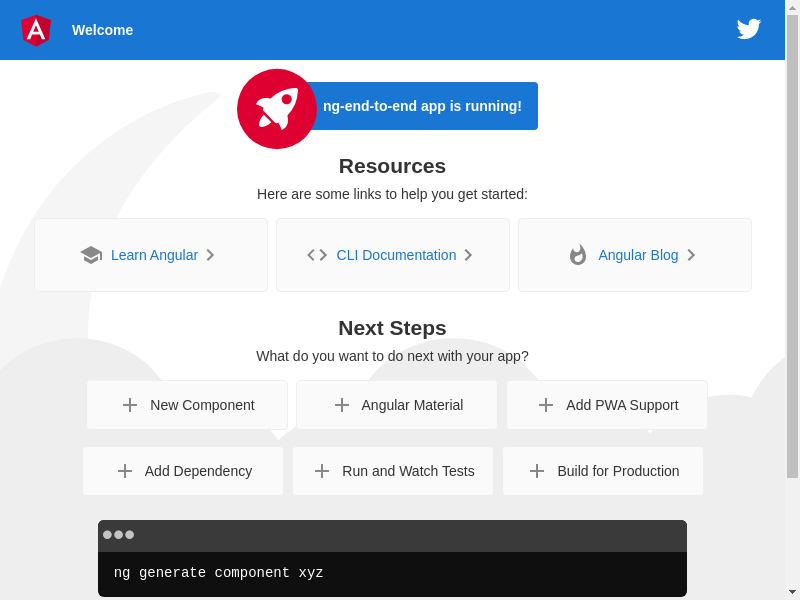 Welcome
ng-end-to-end app is running!
Resources
Here are some links to help you get started:
Learn Angular
CLI Documentation
Angular Blog
Next Steps
What do you want to do next with your app?
New Component
Angular Material
Add PWA Support
Add Dependency
Run and Watch Tests
Build for Production
ng generate component xyz